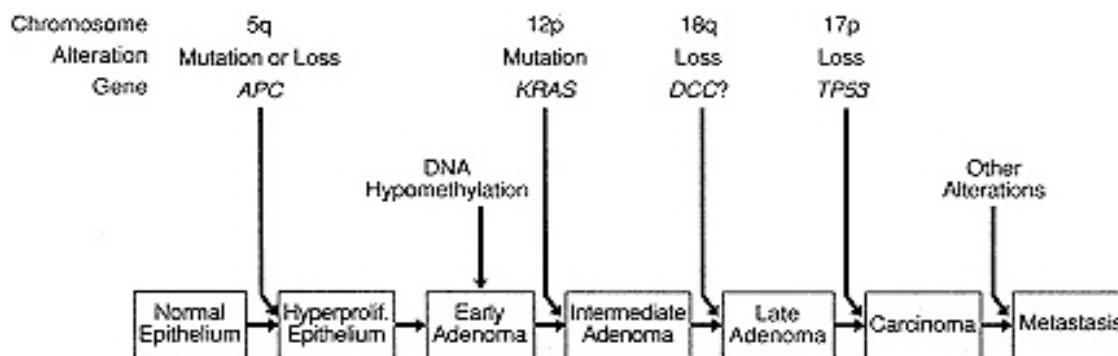 Chromosome 5q 12p 18q 17p
Alteration Mutation or Loss Mutation Loss Loss
Gene APC KRAS DCC? TP53
DNA Other
Hypomethylation Alterations
Normal Hyperprolif. Early Intermediate Late Carcinoma Metastasis
Epithelium Epithelium Adenoma Adenoma Adenoma